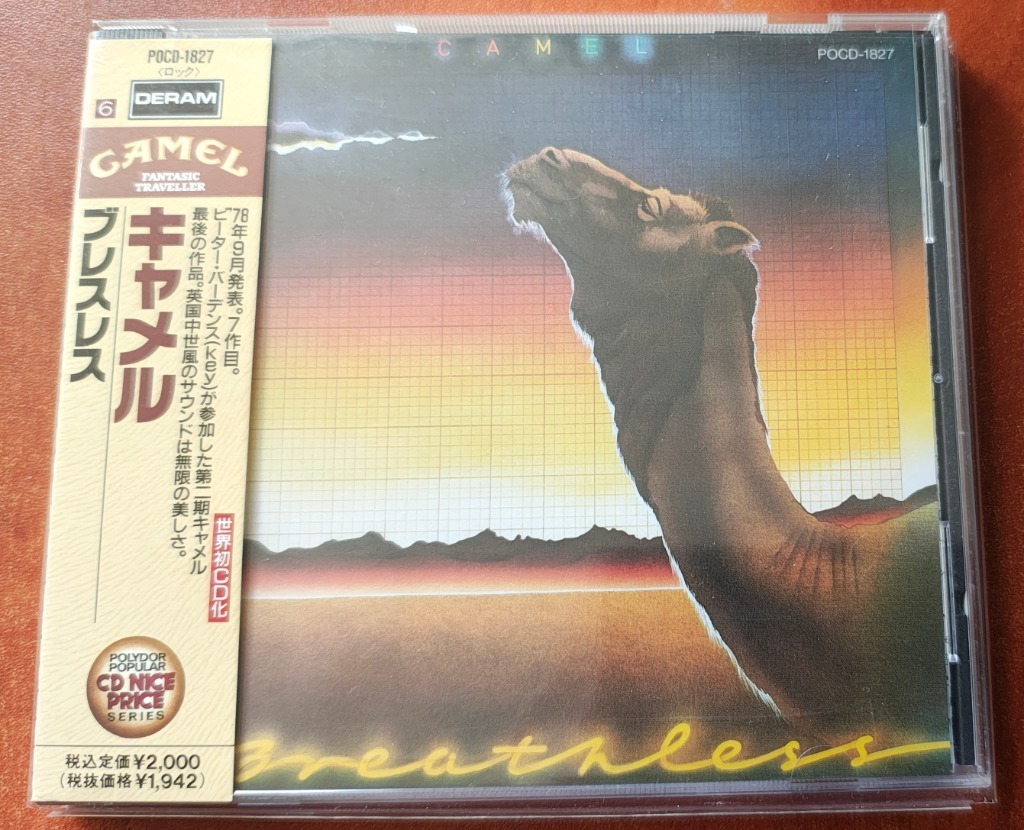 POCD-1827
〈ロック〉
6
DERAM
CAMEL
FANTASIC
TRAVELLER
キャメル
ブレスレス
'78年9月発表。7作目。
ピーター・バーデンス(key)が参加した第二期キャメル
最後の作品。英国中世風のサウンドは無限の美しさ。
世界初CD化
POLYDOR
POPULAR
CD NICE
PRICE
SERIES
税込定価¥2,000
(税抜価格¥1,942)
CAMEL
POCD-1827
Breathless